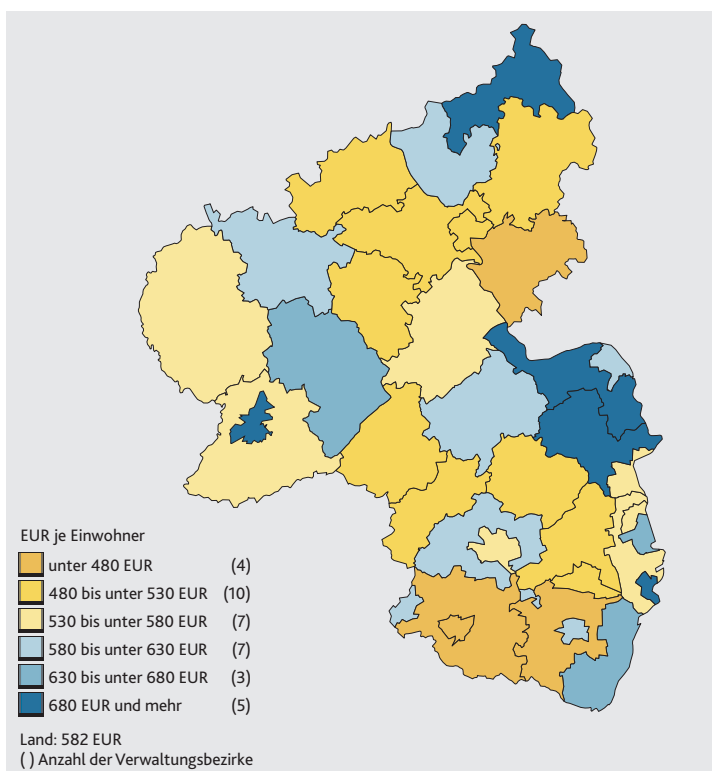 EUR je Einwohner
unter 480 EUR (4)
480 bis unter 530 EUR (10)
530 bis unter 580 EUR (7)
580 bis unter 630 EUR (7)
630 bis unter 680 EUR (3)
680 EUR und mehr (5)
Land: 582 EUR
( ) Anzahl der Verwaltungsbezirke